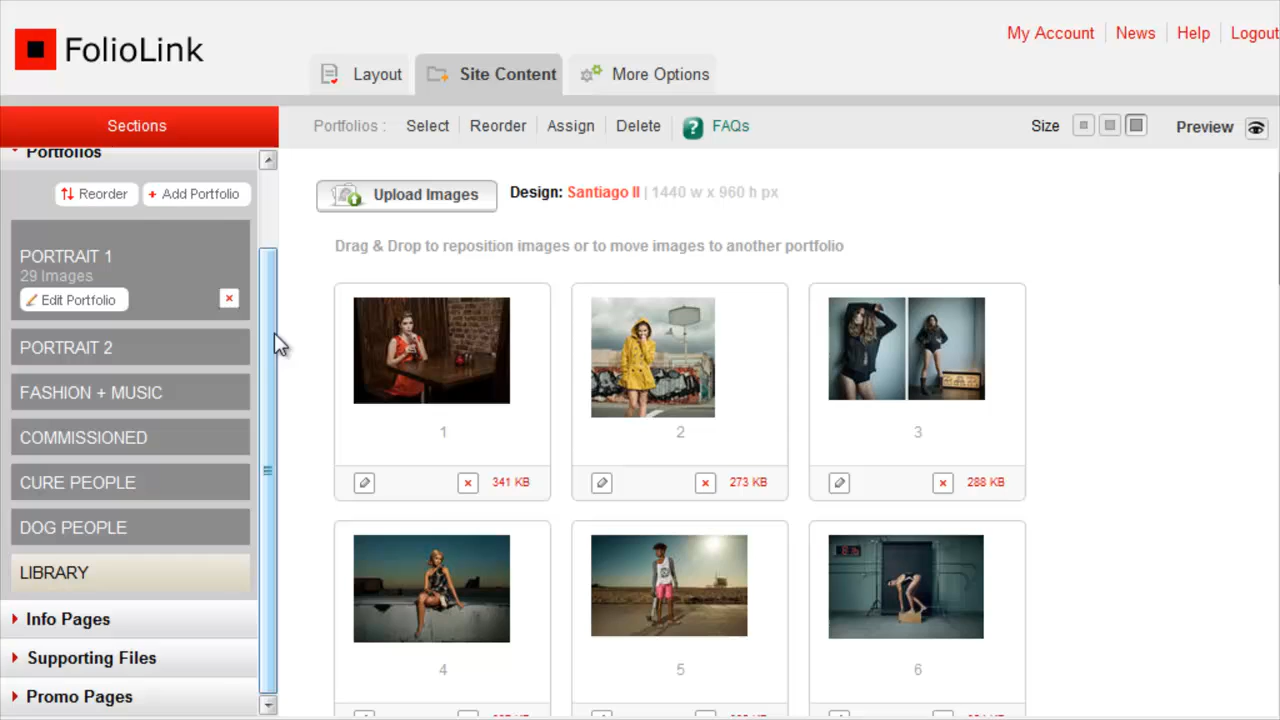 FolioLink
My Account
News
Help
Logout
Layout
Site Content
More Options
Sections
Portfolios :
Select
Reorder
Assign
Delete
? FAQs
Size
Preview
Portfolios
Reorder
+ Add Portfolio
PORTRAIT 1
29 Images
Edit Portfolio
PORTRAIT 2
FASHION + MUSIC
COMMISSIONED
CURE PEOPLE
DOG PEOPLE
LIBRARY
Info Pages
Supporting Files
Promo Pages
Upload Images
Design: Santiago II | 1440 w x 960 h px
Drag & Drop to reposition images or to move images to another portfolio
1
2
3
341 KB
273 KB
288 KB
4
5
6